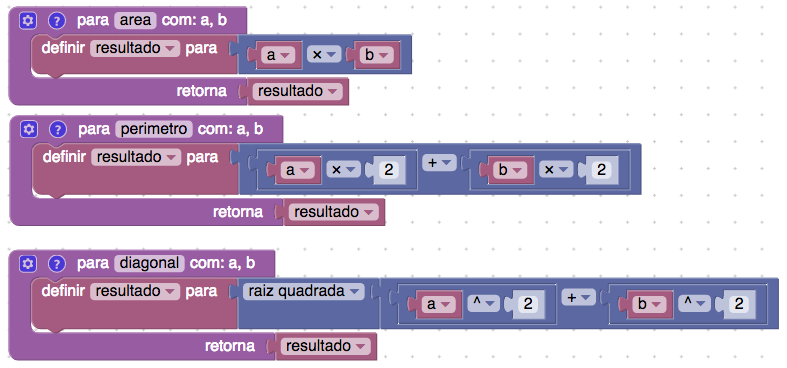 ? para area com: a, b
definir resultado para a × b
retorna resultado
? para perimetro com: a, b
definir resultado para a × 2 + b × 2
retorna resultado
? para diagonal com: a, b
definir resultado para raiz quadrada a ^ 2 + b ^ 2
retorna resultado